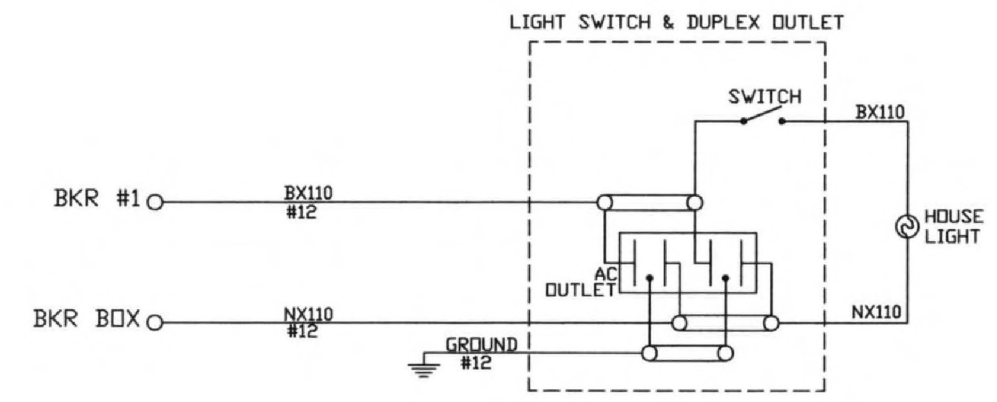 LIGHT SWITCH & DUPLEX OUTLET
SWITCH
BX110
BKR #1
BX110
#12
HOUSE
LIGHT
AC
OUTLET
BKR BOX
NX110
#12
NX110
GROUND
#12